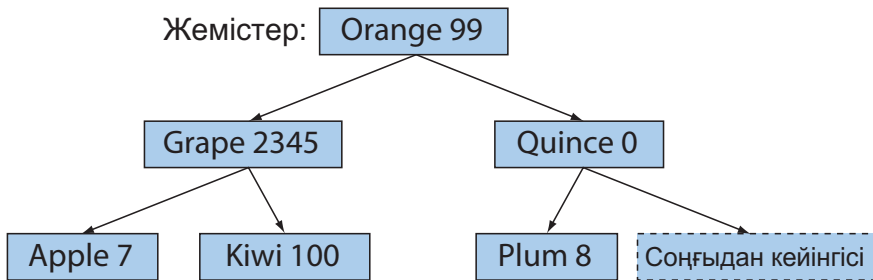 Жемістер: Orange 99
Grape 2345 Quince 0
Apple 7 Kiwi 100 Plum 8 Соңғыдан кейінгісі